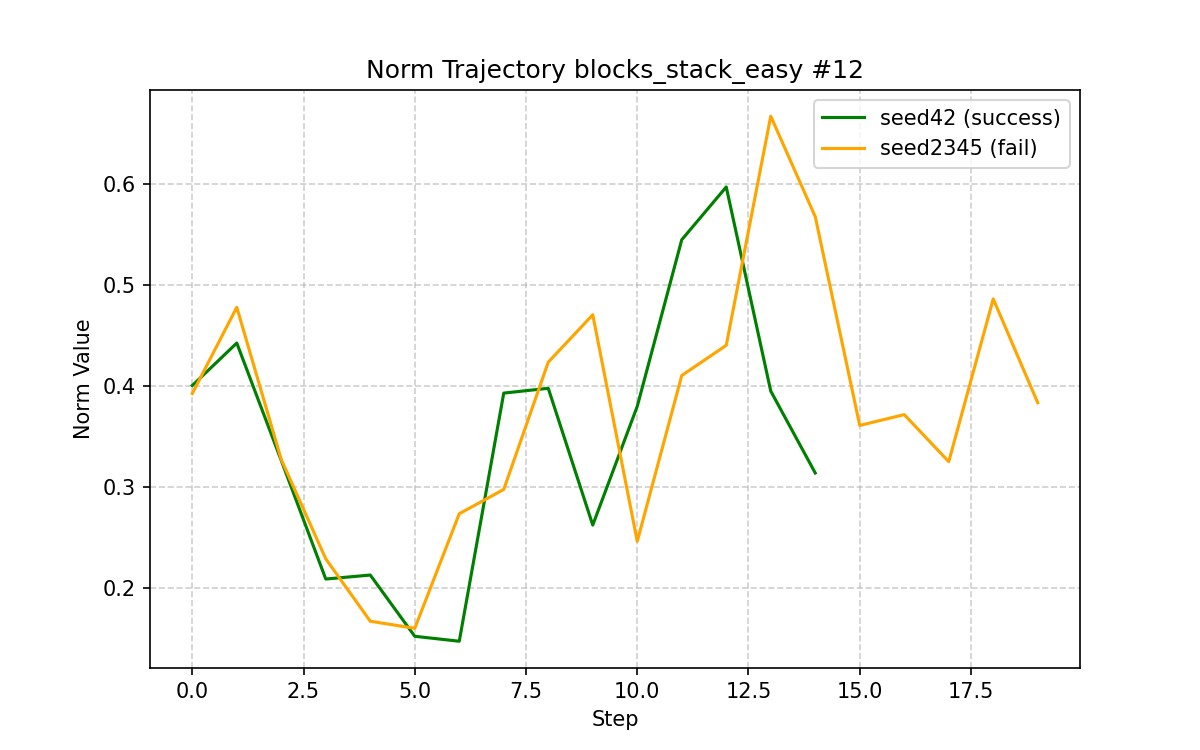 Norm Trajectory blocks_stack_easy #12
seed42 (success)
seed2345 (fail)
Norm Value
0.6
0.5
0.4
0.3
0.2
0.0 2.5 5.0 7.5 10.0 12.5 15.0 17.5
Step